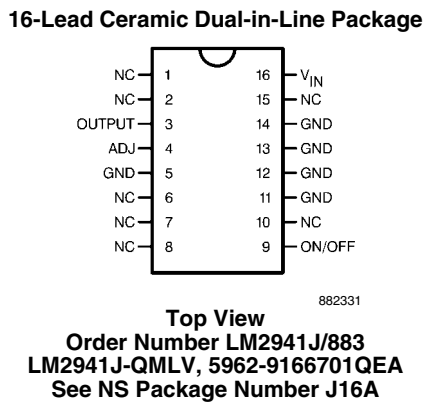 16-Lead Ceramic Dual-in-Line Package
NC 1 16 VIN
NC 2 15 NC
OUTPUT 3 14 GND
ADJ 4 13 GND
GND 5 12 GND
NC 6 11 GND
NC 7 10 NC
NC 8 9 ON/OFF
882331
Top View
Order Number LM2941J/883
LM2941J-QMLV, 5962-9166701QEA
See NS Package Number J16A